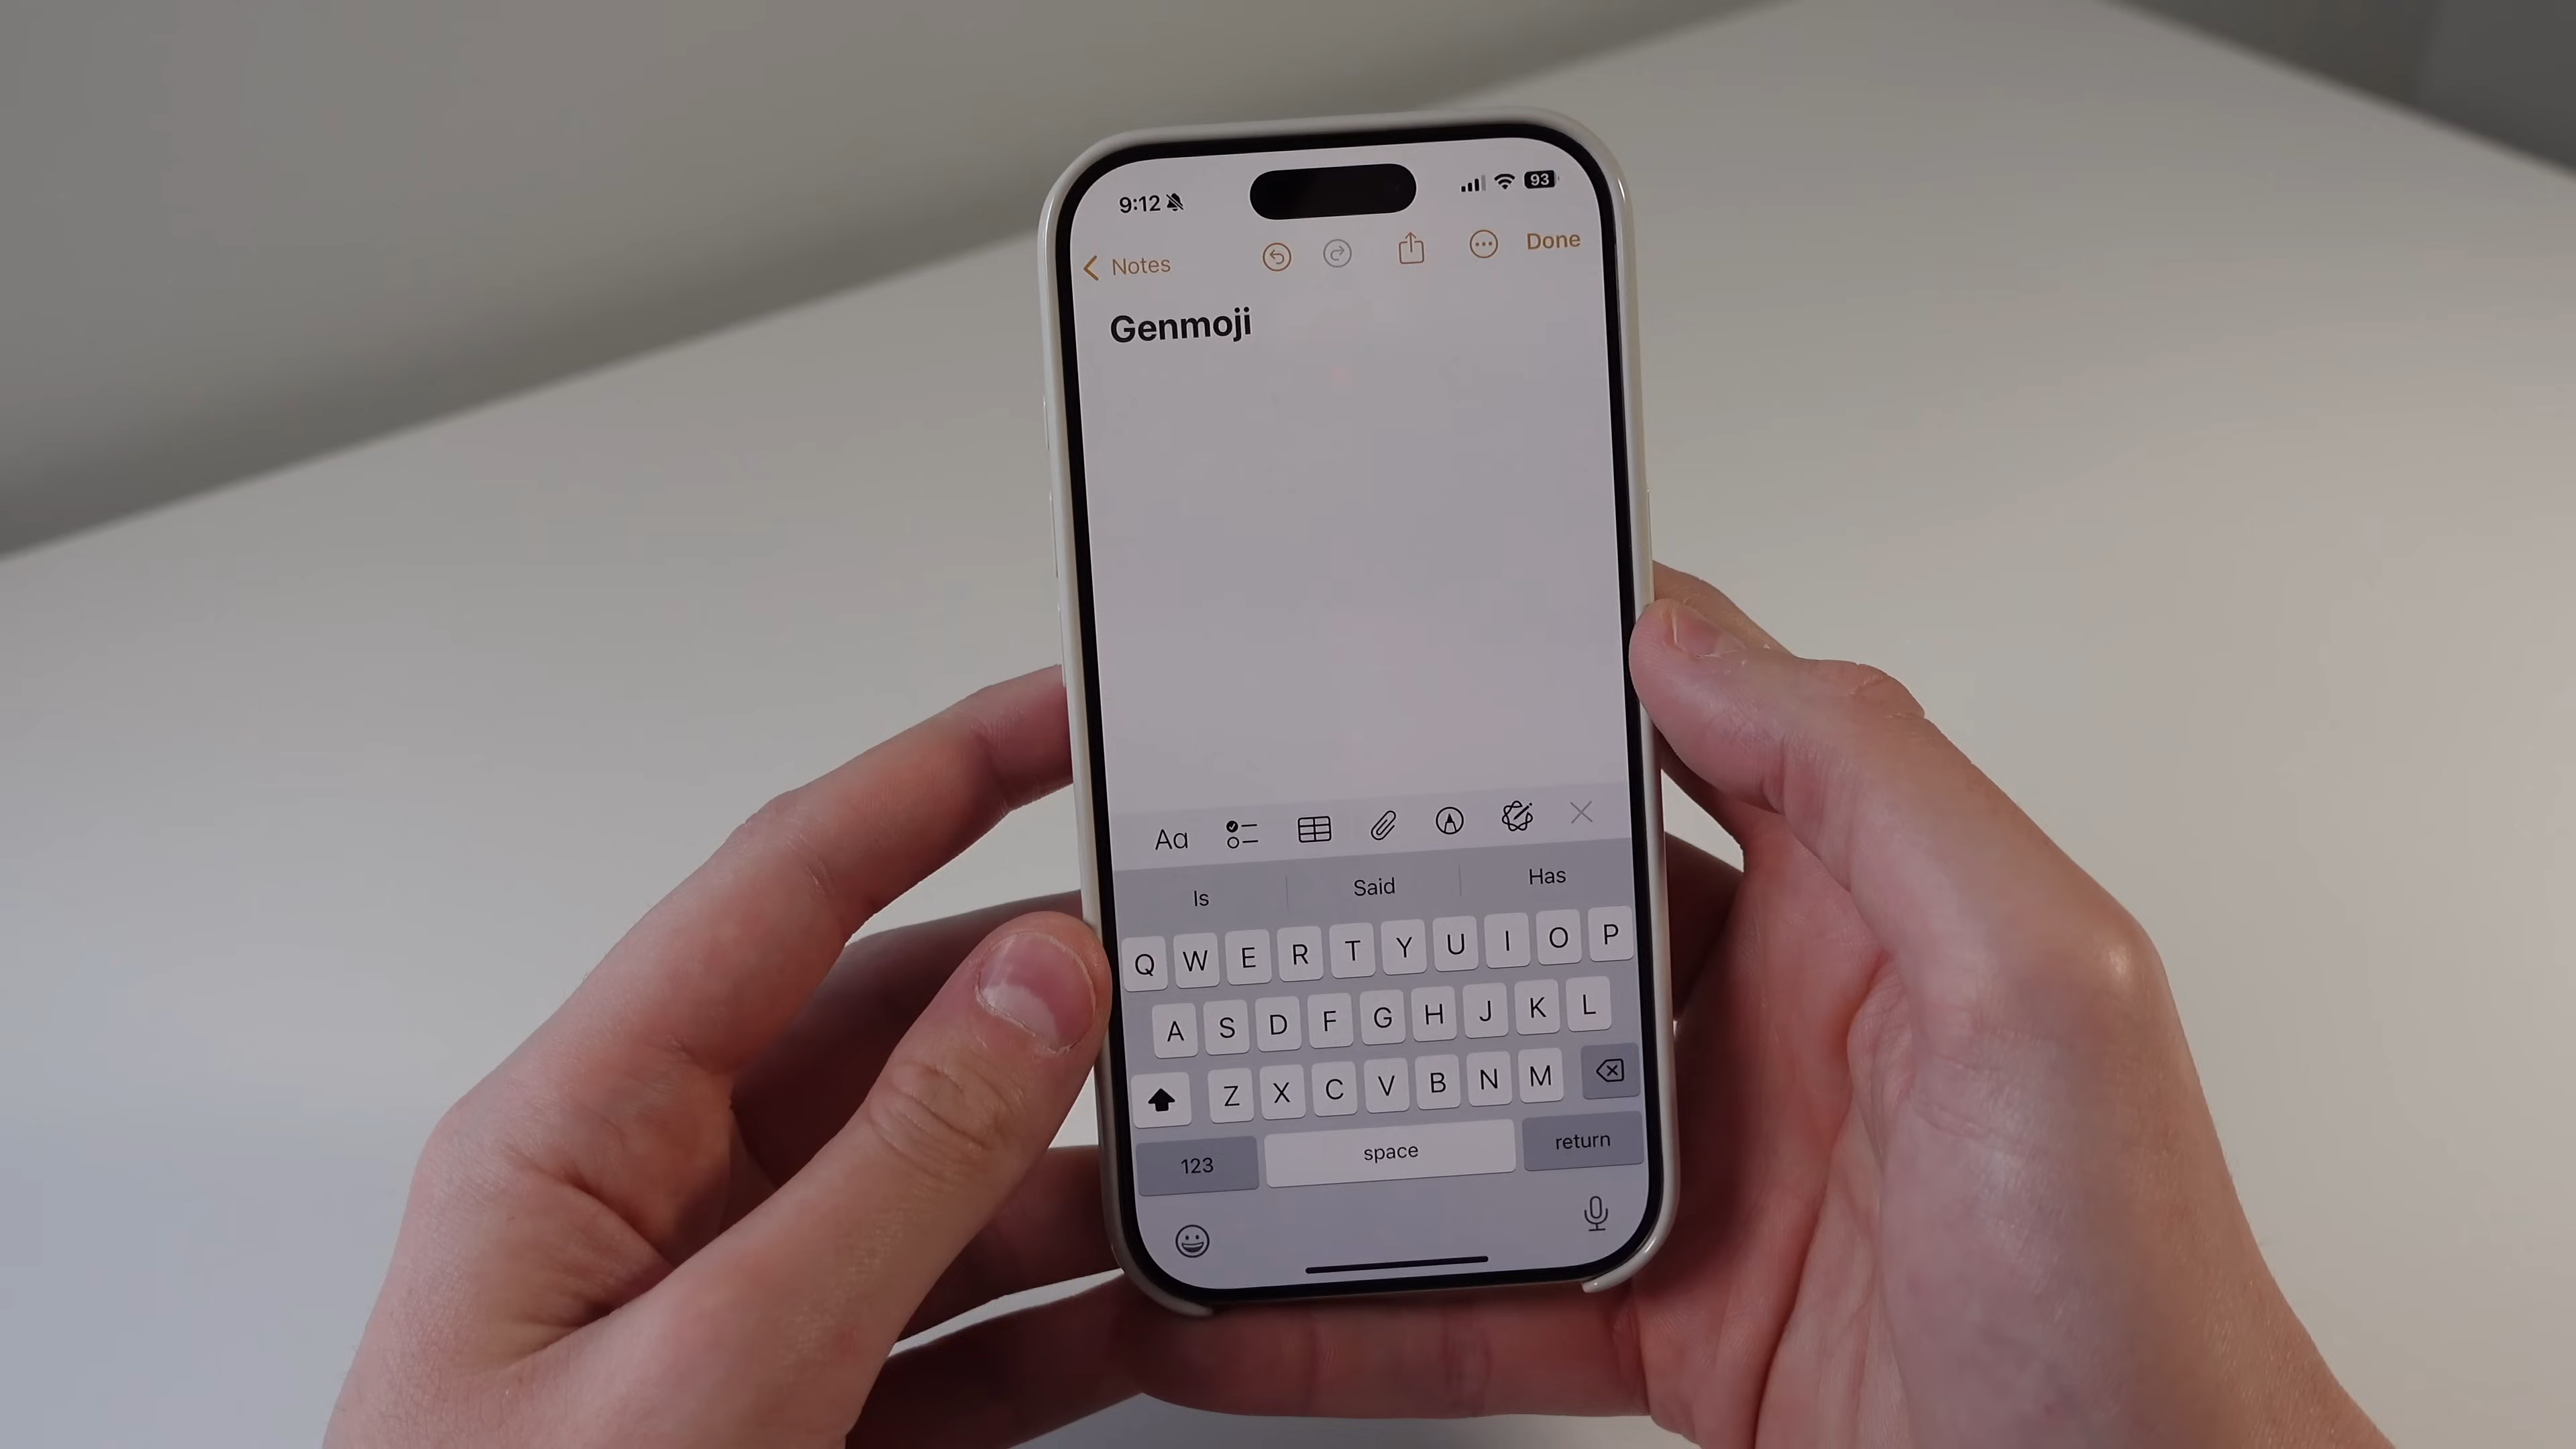 9:12 93
Notes Done
Genmoji
Aa
Is Said Has
Q W E R T Y U I O P
A S D F G H J K L
Z X C V B N M
123 space return